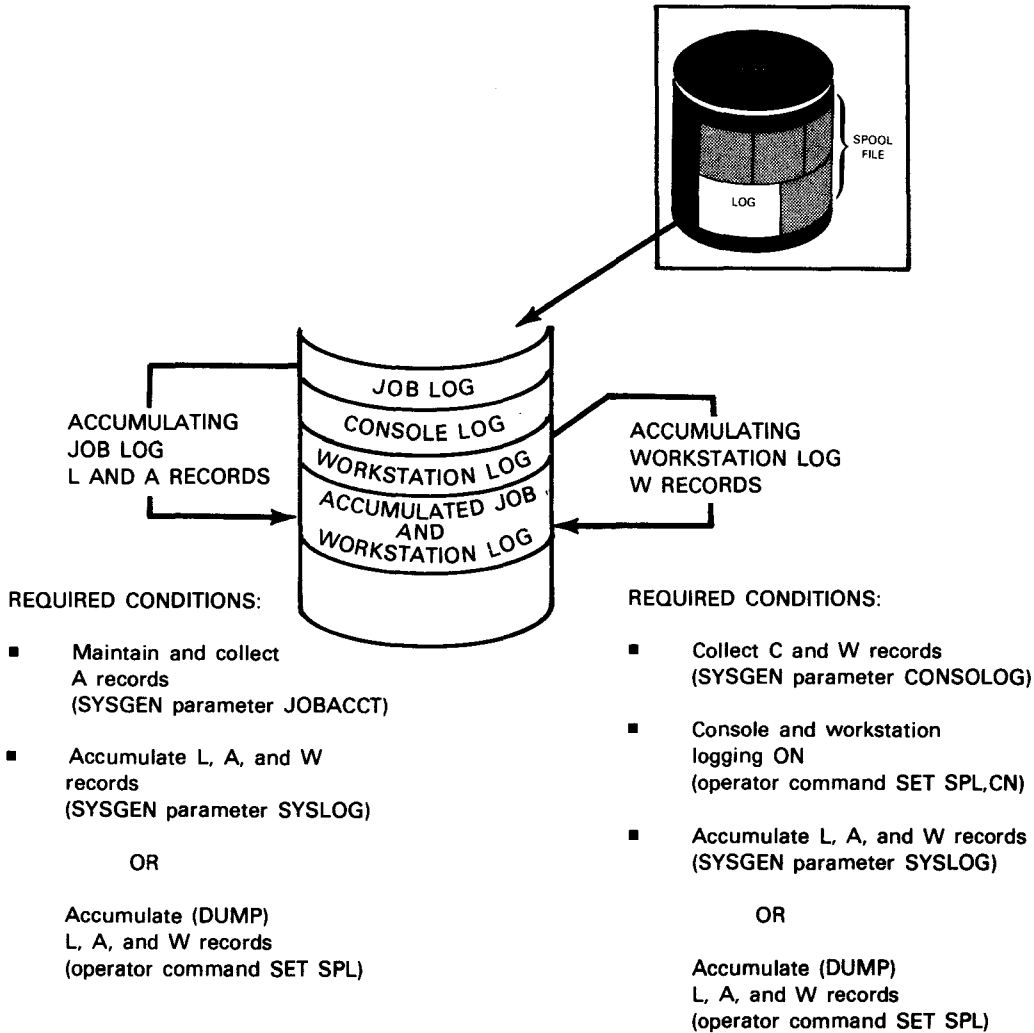 SPOOL
FILE
LOG
JOB LOG
CONSOLE LOG
WORKSTATION LOG
ACCUMULATED JOB
AND
WORKSTATION LOG
ACCUMULATING
JOB LOG
L AND A RECORDS
ACCUMULATING
WORKSTATION LOG
W RECORDS
REQUIRED CONDITIONS:
■ Maintain and collect
A records
(SYSGEN parameter JOBACCT)
■ Accumulate L, A, and W
records
(SYSGEN parameter SYSLOG)
OR
Accumulate (DUMP)
L, A, and W records
(operator command SET SPL)
REQUIRED CONDITIONS:
■ Collect C and W records
(SYSGEN parameter CONSOLOG)
■ Console and workstation
logging ON
(operator command SET SPL,CN)
■ Accumulate L, A, and W records
(SYSGEN parameter SYSLOG)
OR
Accumulate (DUMP)
L, A, and W records
(operator command SET SPL)